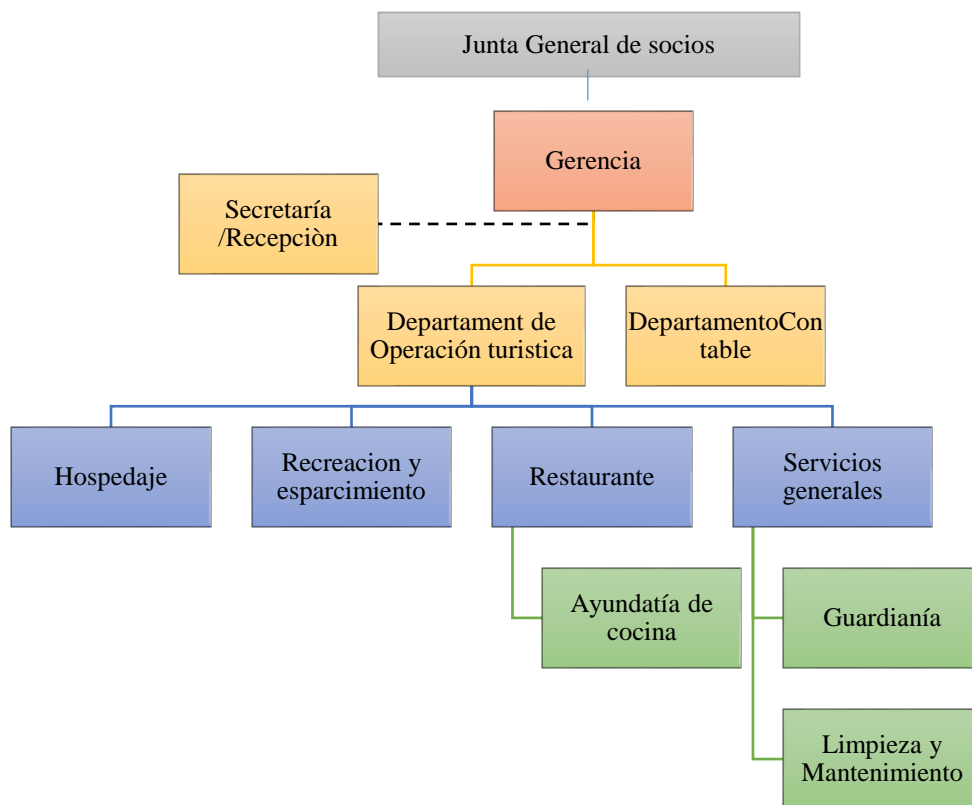 Junta General de socios
Gerencia
Secretaría
/Recepciòn
Departament de
Operación turistica
DepartamentoCon
table
Hospedaje
Recreacion y
esparcimiento
Restaurante
Servicios
generales
Ayundatía de
cocina
Guardianía
Limpieza y
Mantenimiento